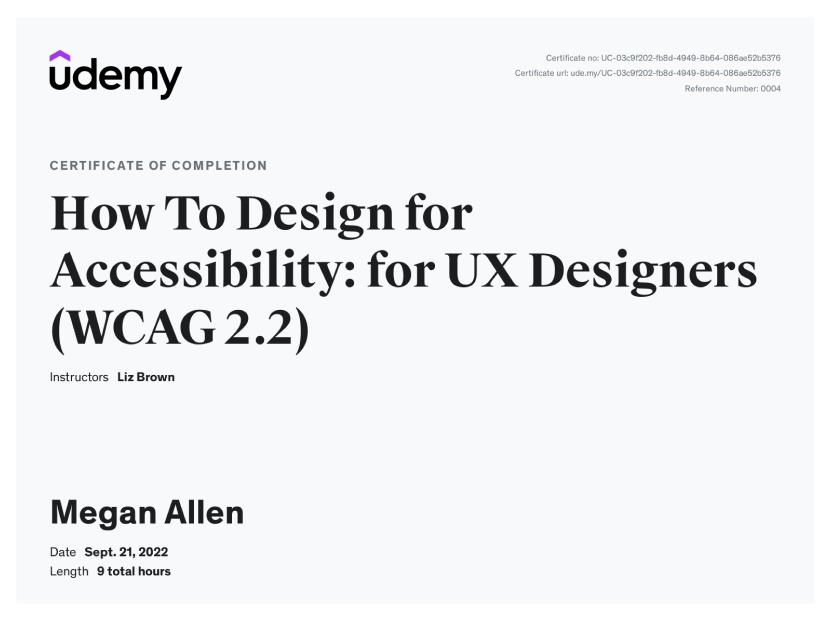 udemy
Certificate no: UC-03c9f202-fb8d-4949-8b64-086ae52b5376
Certificate url: ude.my/UC-03c9f202-fb8d-4949-8b64-086ae52b5376
Reference Number: 0004
CERTIFICATE OF COMPLETION
How To Design for
Accessibility: for UX Designers
(WCAG 2.2)
Instructors Liz Brown
Megan Allen
Date Sept. 21, 2022
Length 9 total hours